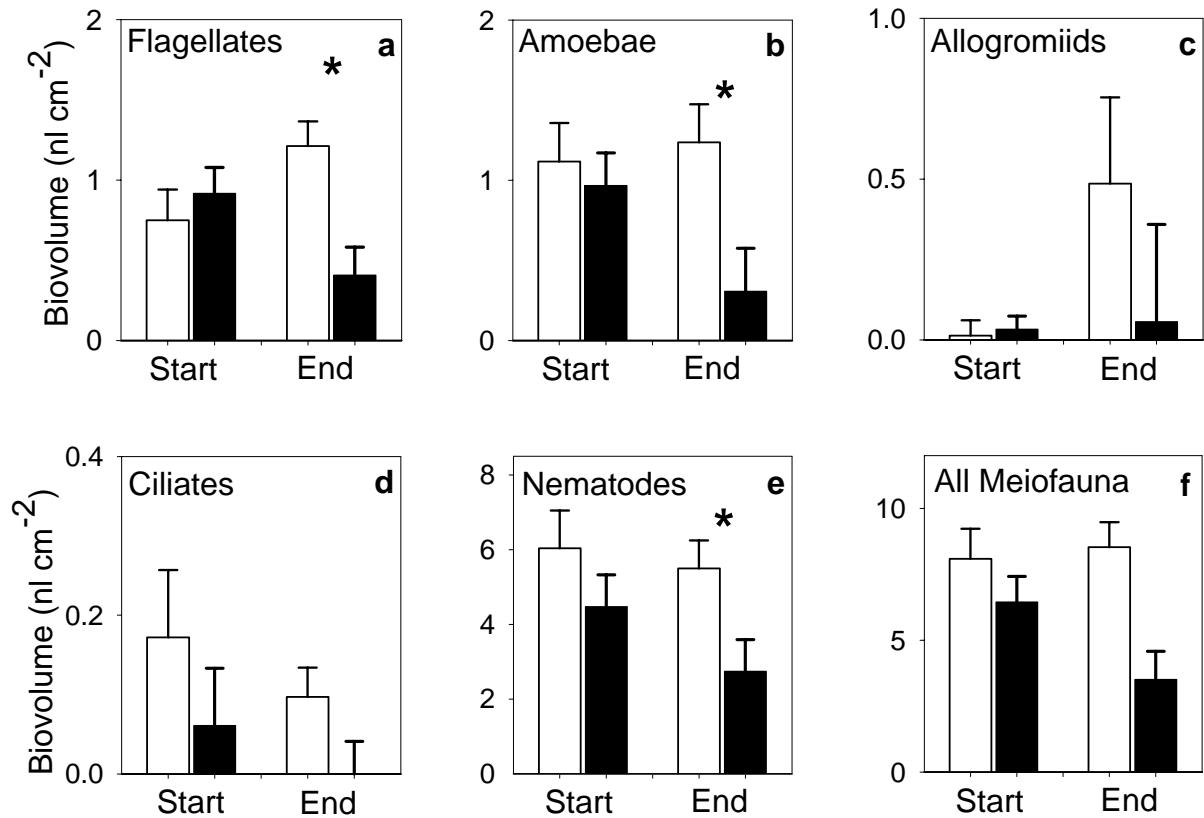 Biovolume (nl cm-2)
Flagellates a
*
2
1
0
Start End
Amoebae b
*
2
1
0
Start End
Allogromiids c
1.0
0.5
0.0
Start End
Biovolume (nl cm-2)
Ciliates d
0.4
0.2
0.0
Start End
Nematodes e
*
8
6
4
2
0
Start End
All Meiofauna f
10
5
0
Start End